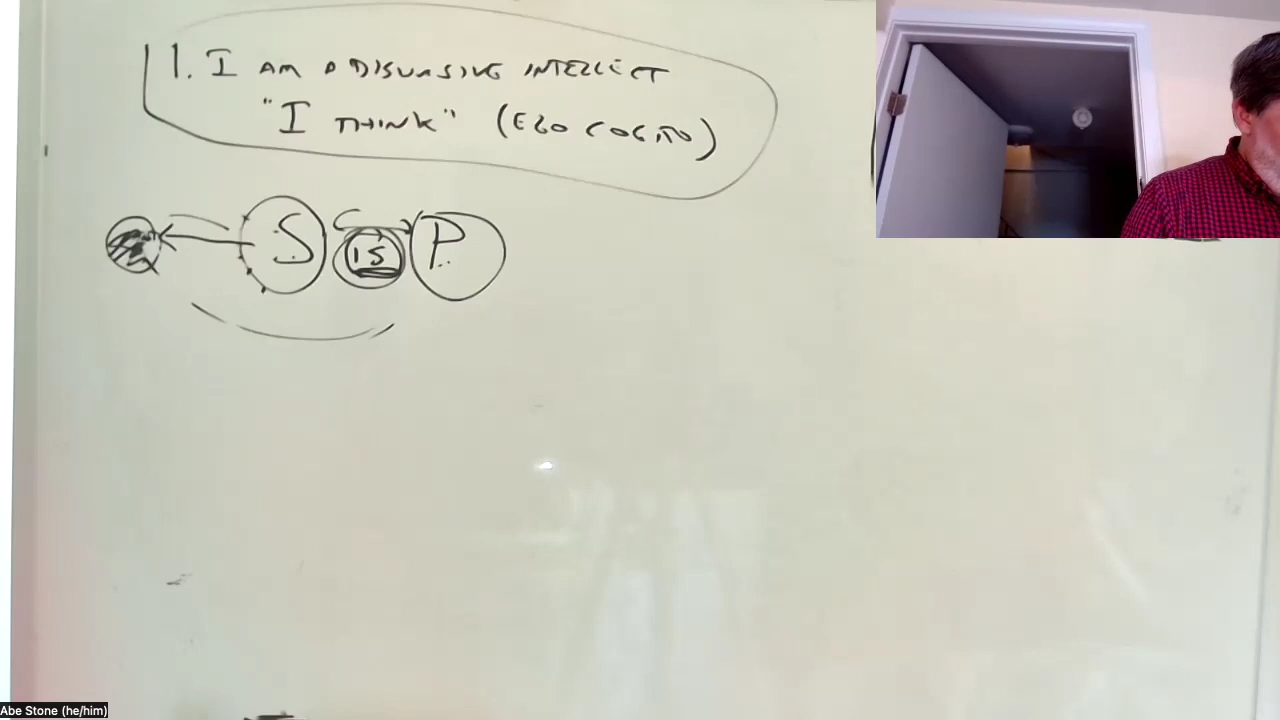 1. I AM A DISCURSIVE INTELLECT
"I THINK" (EGO COGITO)
S IS P
Abe Stone (he/him)